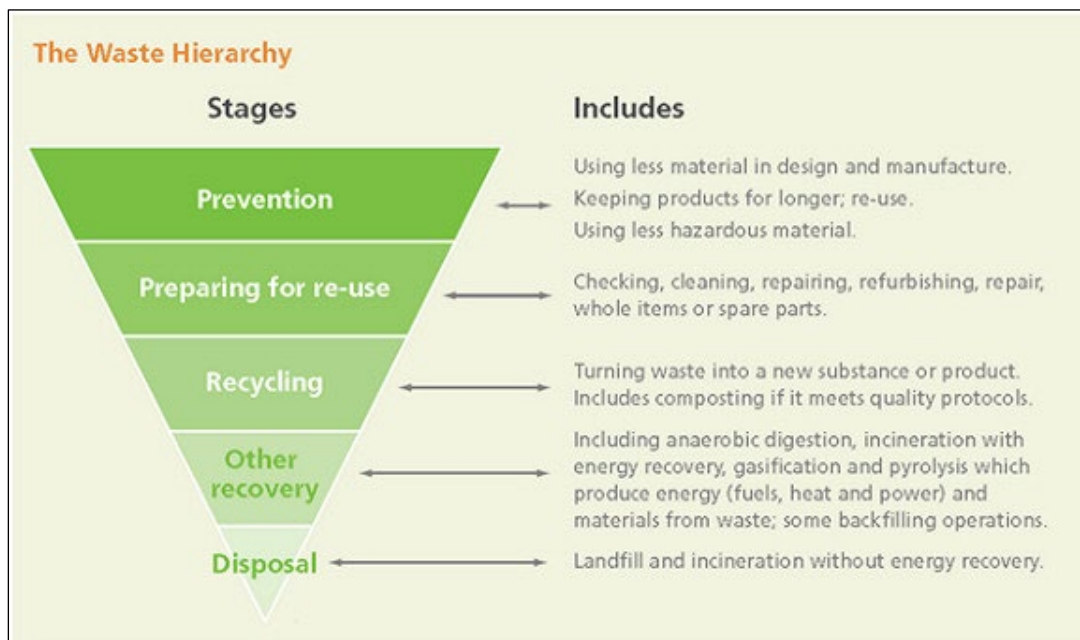 The Waste Hierarchy
Stages
Includes
Prevention
Using less material in design and manufacture.
Keeping products for longer; re-use.
Using less hazardous material.
Preparing for re-use
Checking, cleaning, repairing, refurbishing, repair,
whole items or spare parts.
Recycling
Turning waste into a new substance or product.
Includes composting if it meets quality protocols.
Other
recovery
Including anaerobic digestion, incineration with
energy recovery, gasification and pyrolysis which
produce energy (fuels, heat and power) and
materials from waste; some backfilling operations.
Disposal
Landfill and incineration without energy recovery.